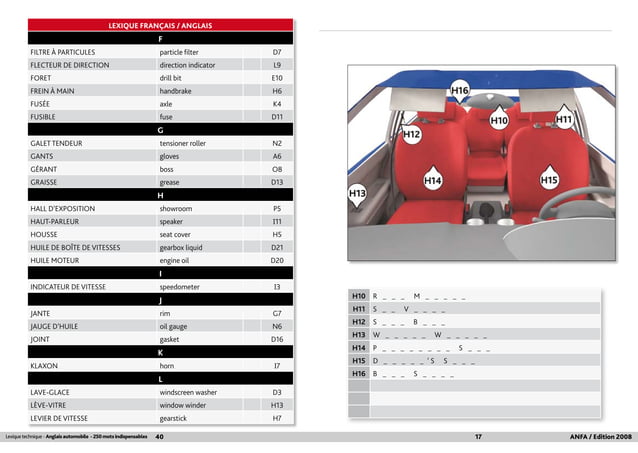 LEXIQUE FRANÇAIS / ANGLAIS
F
FILTRE À PARTICULES particle filter D7
FLECTEUR DE DIRECTION direction indicator L9
FORET drill bit E10
FREIN À MAIN handbrake H6
FUSÉE axle K4
FUSIBLE fuse D11
G
GALET TENDEUR tensioner roller N2
GANTS gloves A6
GÉRANT boss O8
GRAISSE grease D13
H
HALL D'EXPOSITION showroom P5
HAUT-PARLEUR speaker I11
HOUSSE seat cover H5
HUILE DE BOÎTE DE VITESSES gearbox liquid D21
HUILE MOTEUR engine oil D20
I
INDICATEUR DE VITESSE speedometer I3
J
JANTE rim G7
JAUGE D'HUILE oil gauge N6
JOINT gasket D16
K
KLAXON horn I7
L
LAVE-GLACE windscreen washer D3
LÈVE-VITRE window winder H13
LEVIER DE VITESSE gearstick H7
Lexique technique - Anglais automobile - 250 mots indispensables 40
H16
H10
H11
H12
H14
H15
H13
H10 R _ _ _ M _ _ _ _ _
H11 S _ _ V _ _ _ _
H12 S _ _ _ B _ _ _
H13 W _ _ _ _ _ W _ _ _ _ _
H14 P _ _ _ _ _ _ _ _ S _ _ _
H15 D _ _ _ _ _ ' S S _ _ _
H16 B _ _ _ S _ _ _ _
17 ANFA / Edition 2008